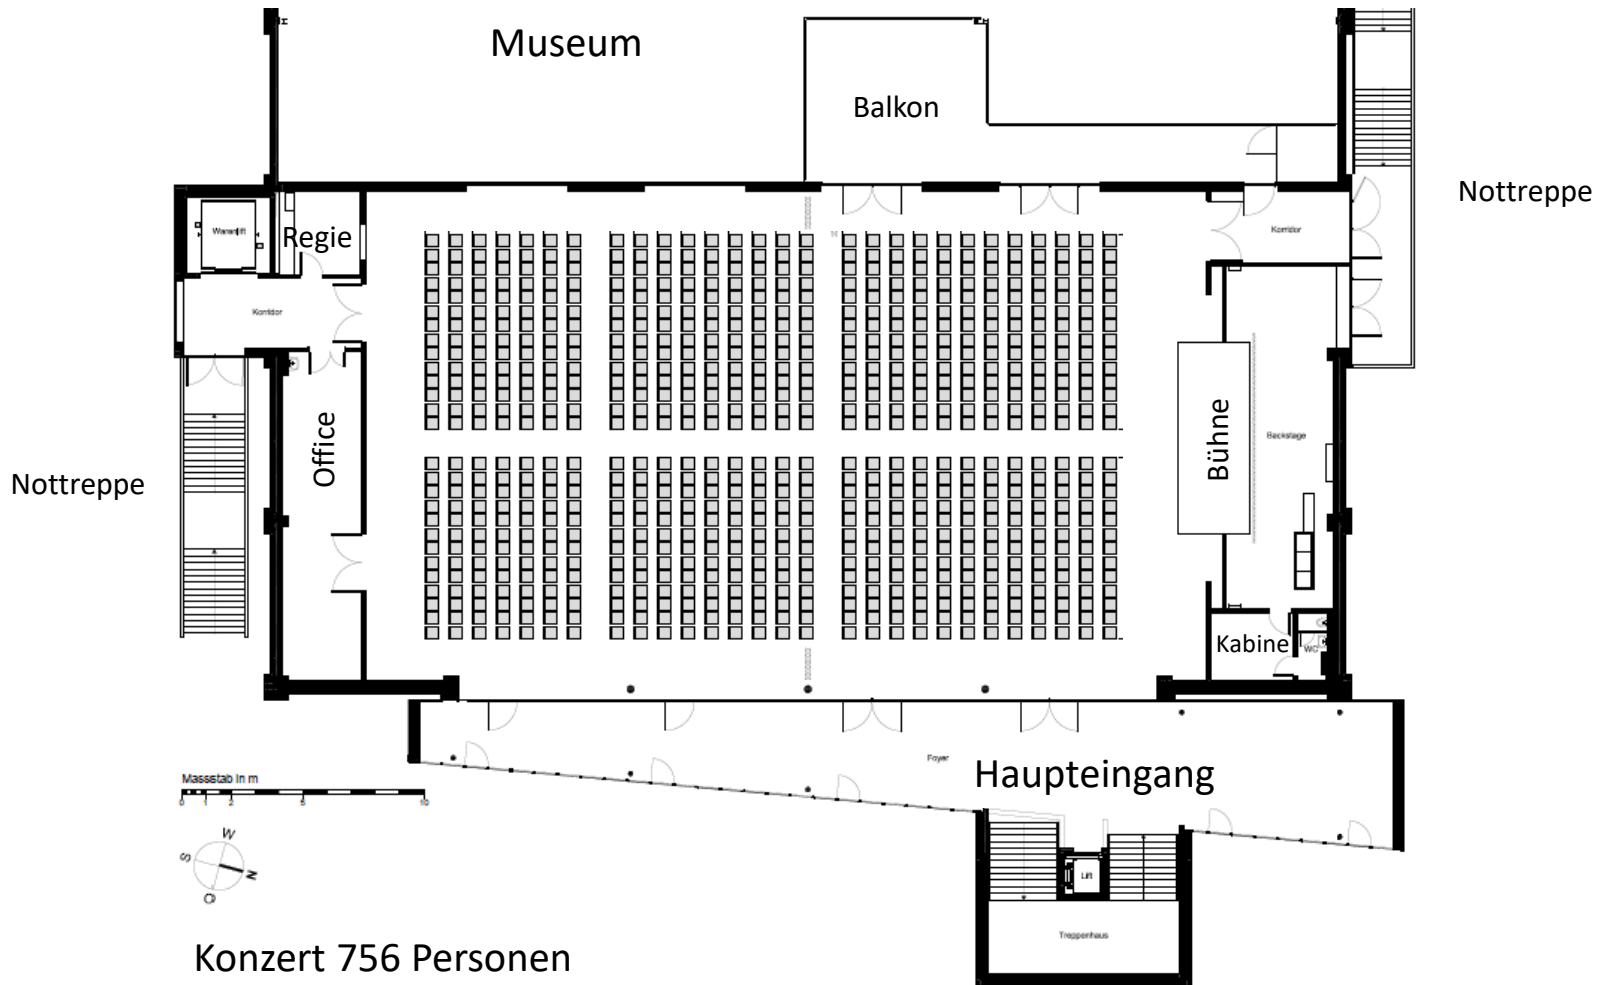 Museum
Balkon
Nottreppe
Warenlift
Regie
Korridor
Korridor
Office
Bühne
Backstage
Nottreppe
Kabine
WC
Foyer
Haupteingang
Massstab in m
0 1 2 5 10
W
S
N
O
Lift
Treppenhaus
Konzert 756 Personen